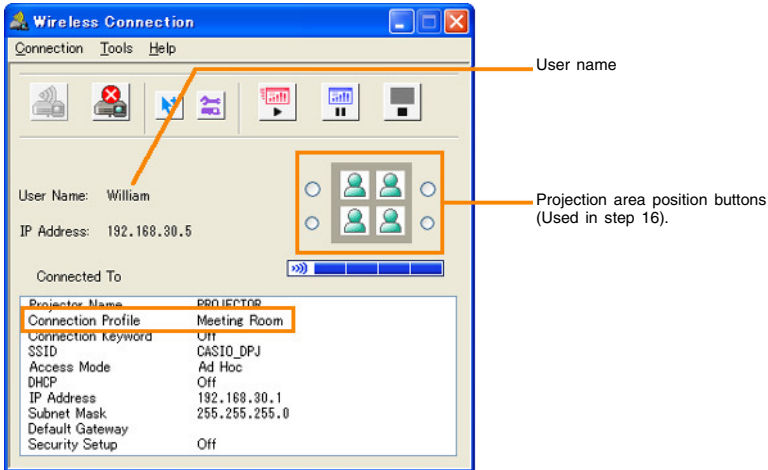 Wireless Connection
Connection Tools Help
User name
User Name: William
Projection area position buttons
(Used in step 16).
IP Address: 192.168.30.5
Connected To
Projector Name PROJECTOR
Connection Profile Meeting Room
Connection Keyword Off
SSID CASIO_DPJ
Access Mode Ad Hoc
DHCP Off
IP Address 192.168.30.1
Subnet Mask 255.255.255.0
Default Gateway
Security Setup Off